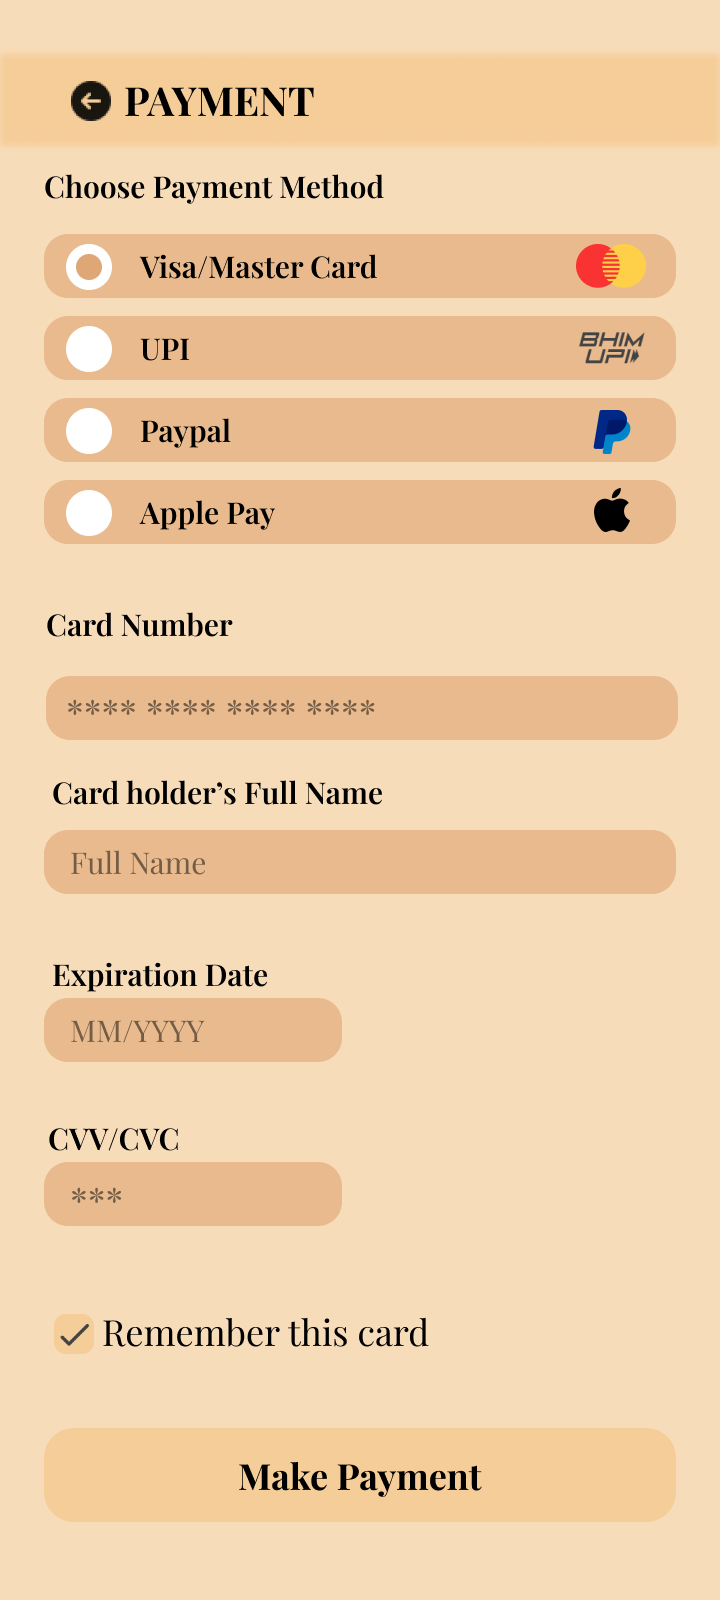 PAYMENT
Choose Payment Method
Visa/Master Card
UPI
BHIM
UPI
Paypal
Apple Pay
Card Number
**** **** **** ****
Card holder’s Full Name
Full Name
Expiration Date
MM/YYYY
CVV/CVC
***
Remember this card
Make Payment